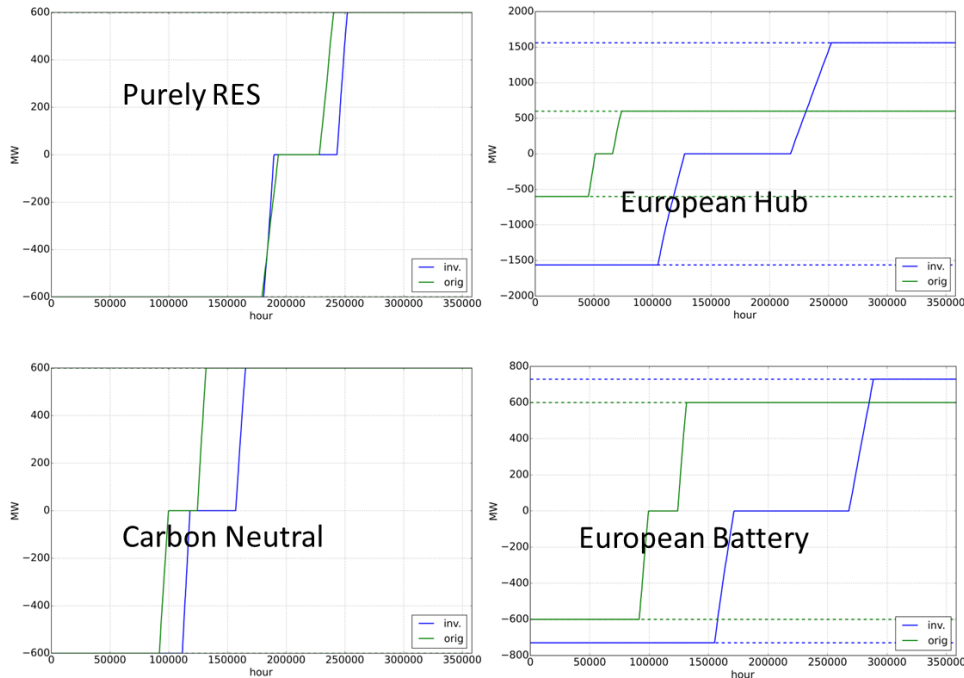 600
400
200
0
−200
−400
−600
MW
Purely RES
inv.
orig
0 50000 100000 150000 200000 250000 300000 350000
hour
2000
1500
1000
500
0
−500
−1000
−1500
−2000
MW
European Hub
inv.
orig
0 50000 100000 150000 200000 250000 300000 350000
hour
600
400
200
0
−200
−400
−600
MW
Carbon Neutral
inv.
orig
0 50000 100000 150000 200000 250000 300000 350000
hour
800
600
400
200
0
−200
−400
−600
−800
MW
European Battery
inv.
orig
0 50000 100000 150000 200000 250000 300000 350000
hour